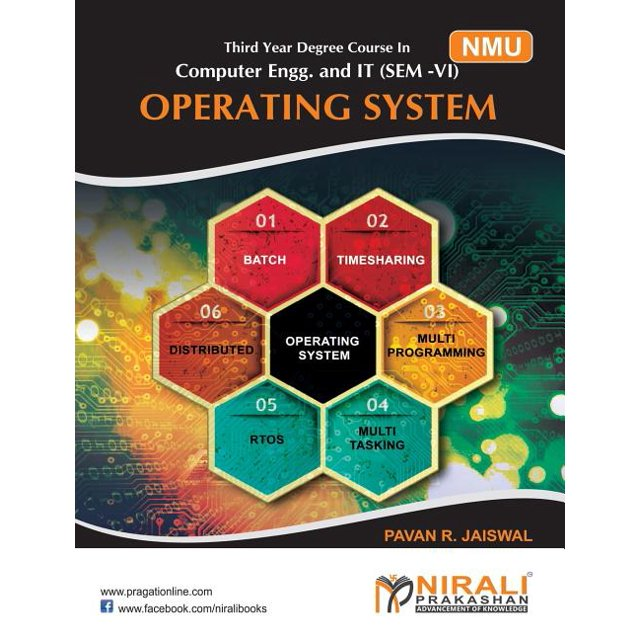 Third Year Degree Course In
NMU
Computer Engg. and IT (SEM -VI)
OPERATING SYSTEM
01
BATCH
02
TIMESHARING
06
DISTRIBUTED
OPERATING
SYSTEM
03
MULTI
PROGRAMMING
05
RTOS
04
MULTI
TASKING
PAVAN R. JAISWAL
www.pragationline.com
www.facebook.com/niralibooks
NIRALI
PRAKASHAN
ADVANCEMENT OF KNOWLEDGE